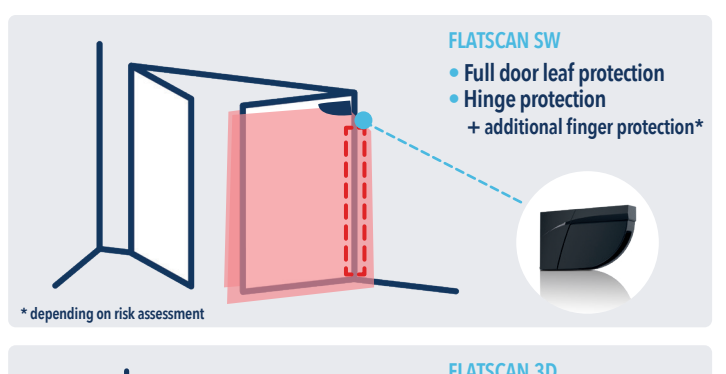 FLATSCAN SW
• Full door leaf protection
• Hinge protection
+ additional finger protection*
* depending on risk assessment
FLATSCAN 3D